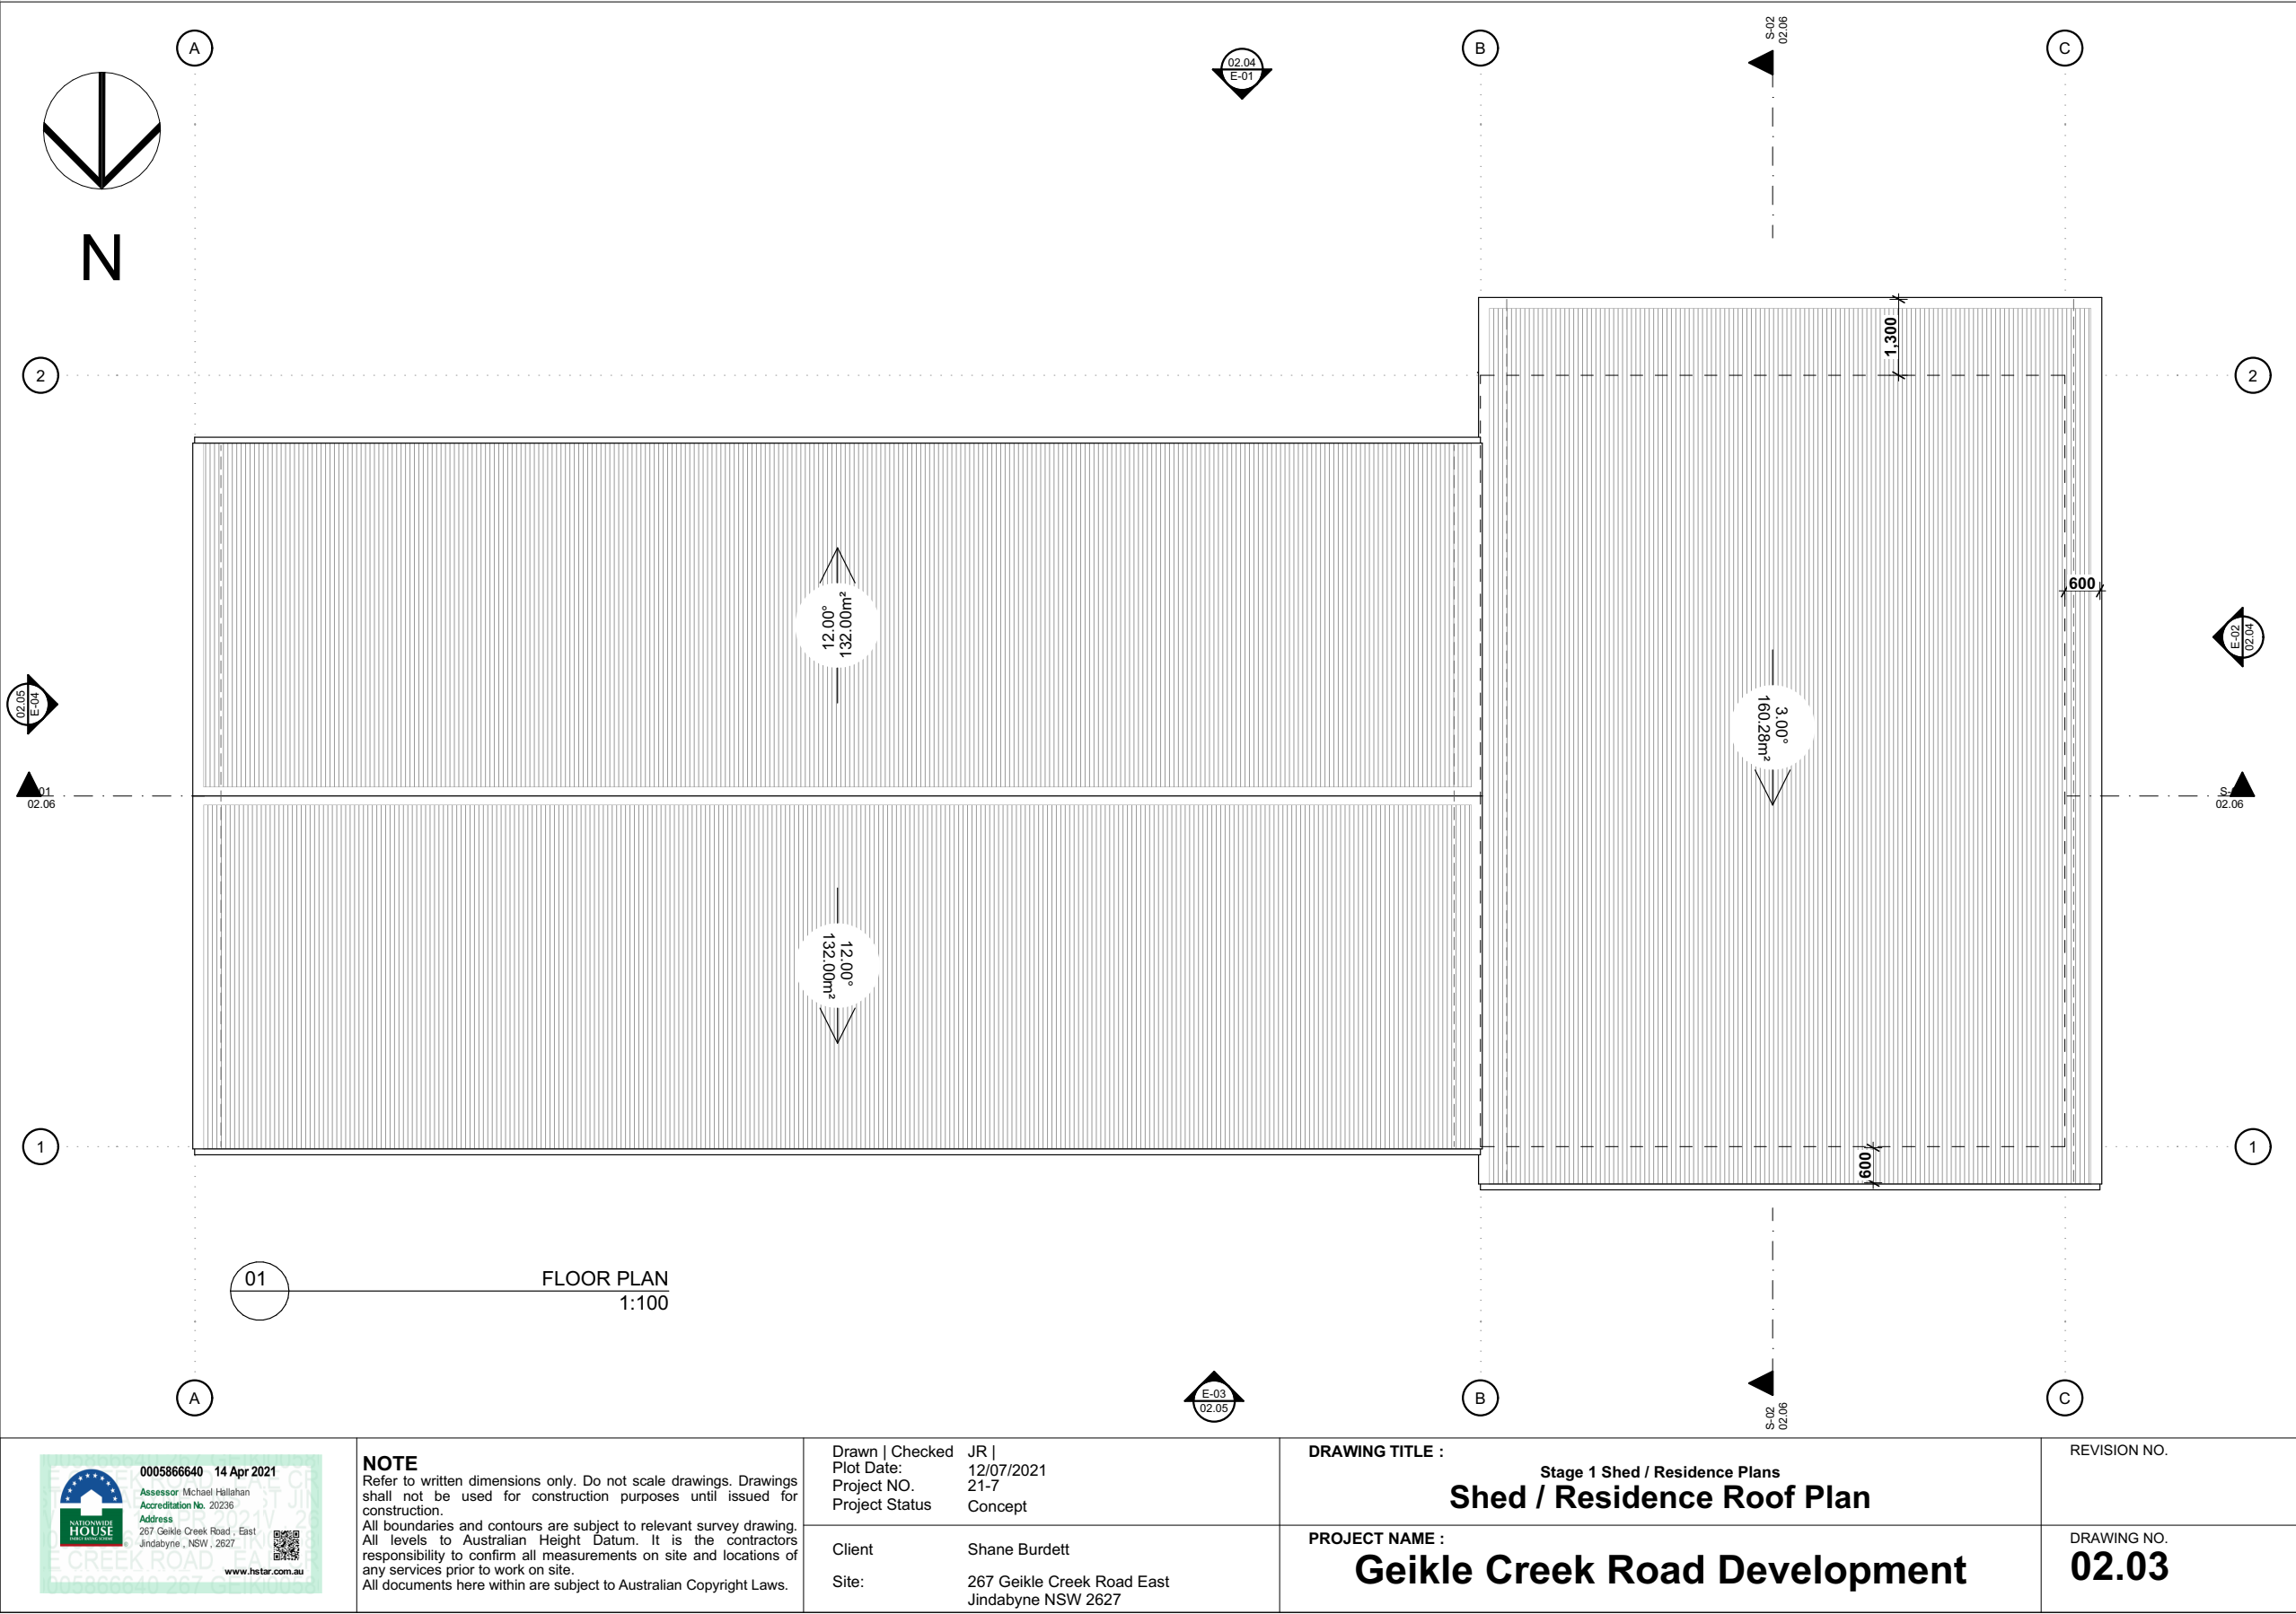 A
B
C
S-02
02.06
02.04
E-01
N
2
2
1,300
600
12.00°
132.00m²
3.00°
160.28m²
E-02
02.04
02.05
E-04
01
02.06
S-
02.06
12.00°
132.00m²
1
1
600
01
FLOOR PLAN
1:100
A
E-03
02.05
B
C
S-02
02.06
0005866640 14 Apr 2021
Assessor Michael Hallahan
Accreditation No. 20236
Address
267 Geikle Creek Road , East
Jindabyne , NSW , 2627
NATIONWIDE
HOUSE
ENERGY RATING SCHEME
www.hstar.com.au
NOTE
Refer to written dimensions only. Do not scale drawings. Drawings
shall not be used for construction purposes until issued for
construction.
All boundaries and contours are subject to relevant survey drawing.
All levels to Australian Height Datum. It is the contractors
responsibility to confirm all measurements on site and locations of
any services prior to work on site.
All documents here within are subject to Australian Copyright Laws.
Drawn | Checked JR |
Plot Date: 12/07/2021
Project NO. 21-7
Project Status Concept
Client Shane Burdett
Site: 267 Geikle Creek Road East
Jindabyne NSW 2627
DRAWING TITLE :
Stage 1 Shed / Residence Plans
Shed / Residence Roof Plan
PROJECT NAME :
Geikle Creek Road Development
REVISION NO.
DRAWING NO.
02.03